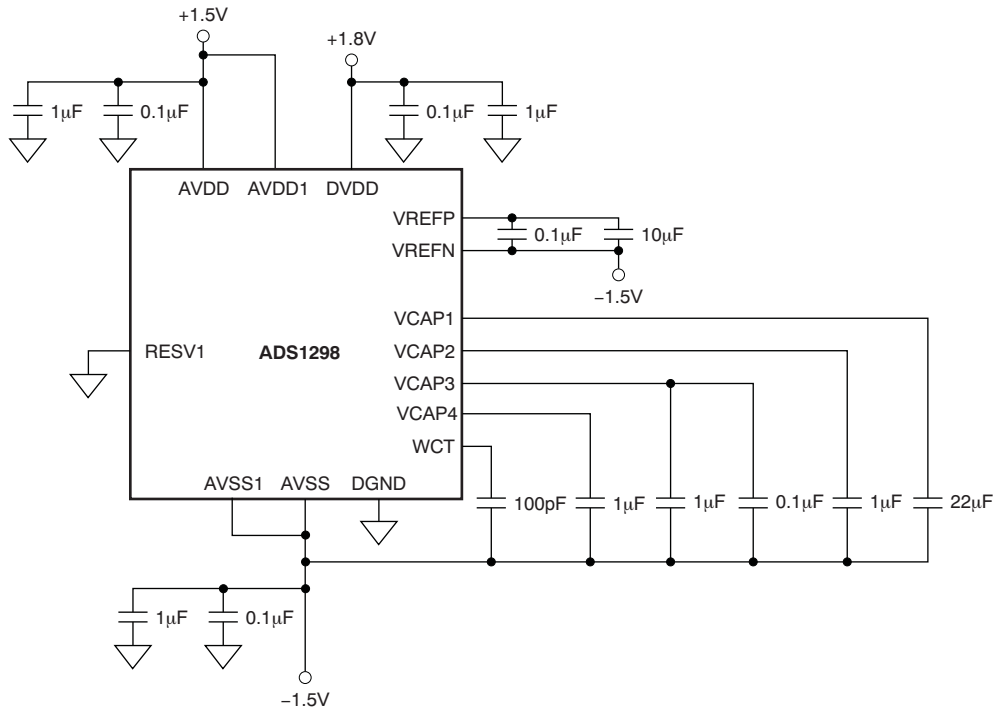 +1.5V
+1.8V
1μF
0.1μF
0.1μF
1μF
AVDD
AVDD1
DVDD
VREFP
0.1μF
10μF
VREFN
−1.5V
VCAP1
RESV1
ADS1298
VCAP2
VCAP3
VCAP4
WCT
AVSS1
AVSS
DGND
100pF
1μF
1μF
0.1μF
1μF
22μF
1μF
0.1μF
−1.5V